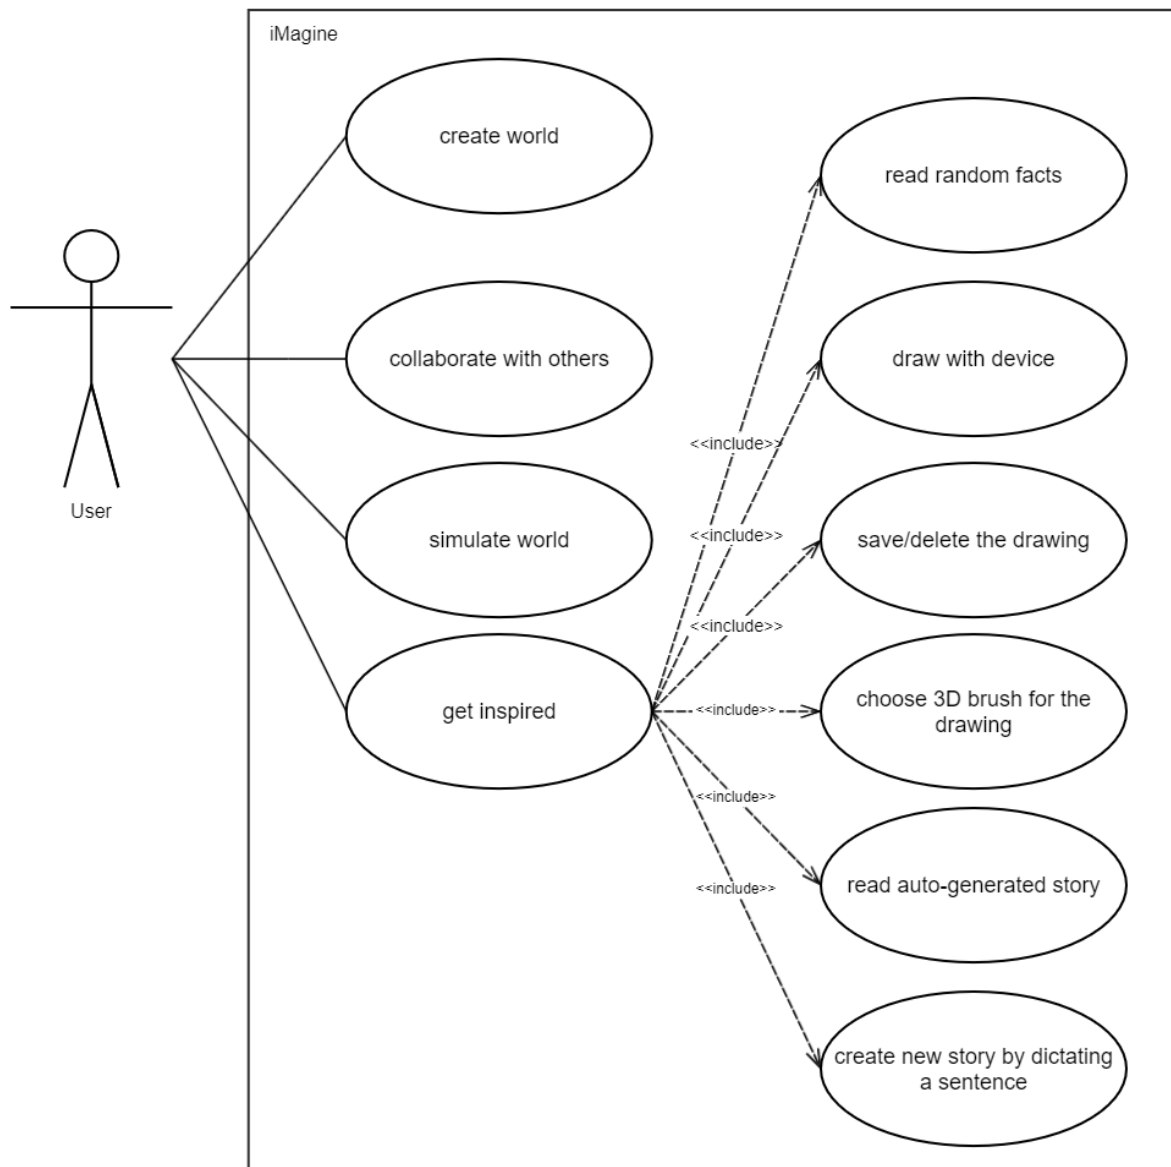 iMagine
create world
read random facts
collaborate with others
draw with device
<<include>>
User
simulate world
<<include>>
save/delete the drawing
<<include>>
get inspired
<<include>>
choose 3D brush for the
drawing
<<include>>
read auto-generated story
<<include>>
create new story by dictating
a sentence